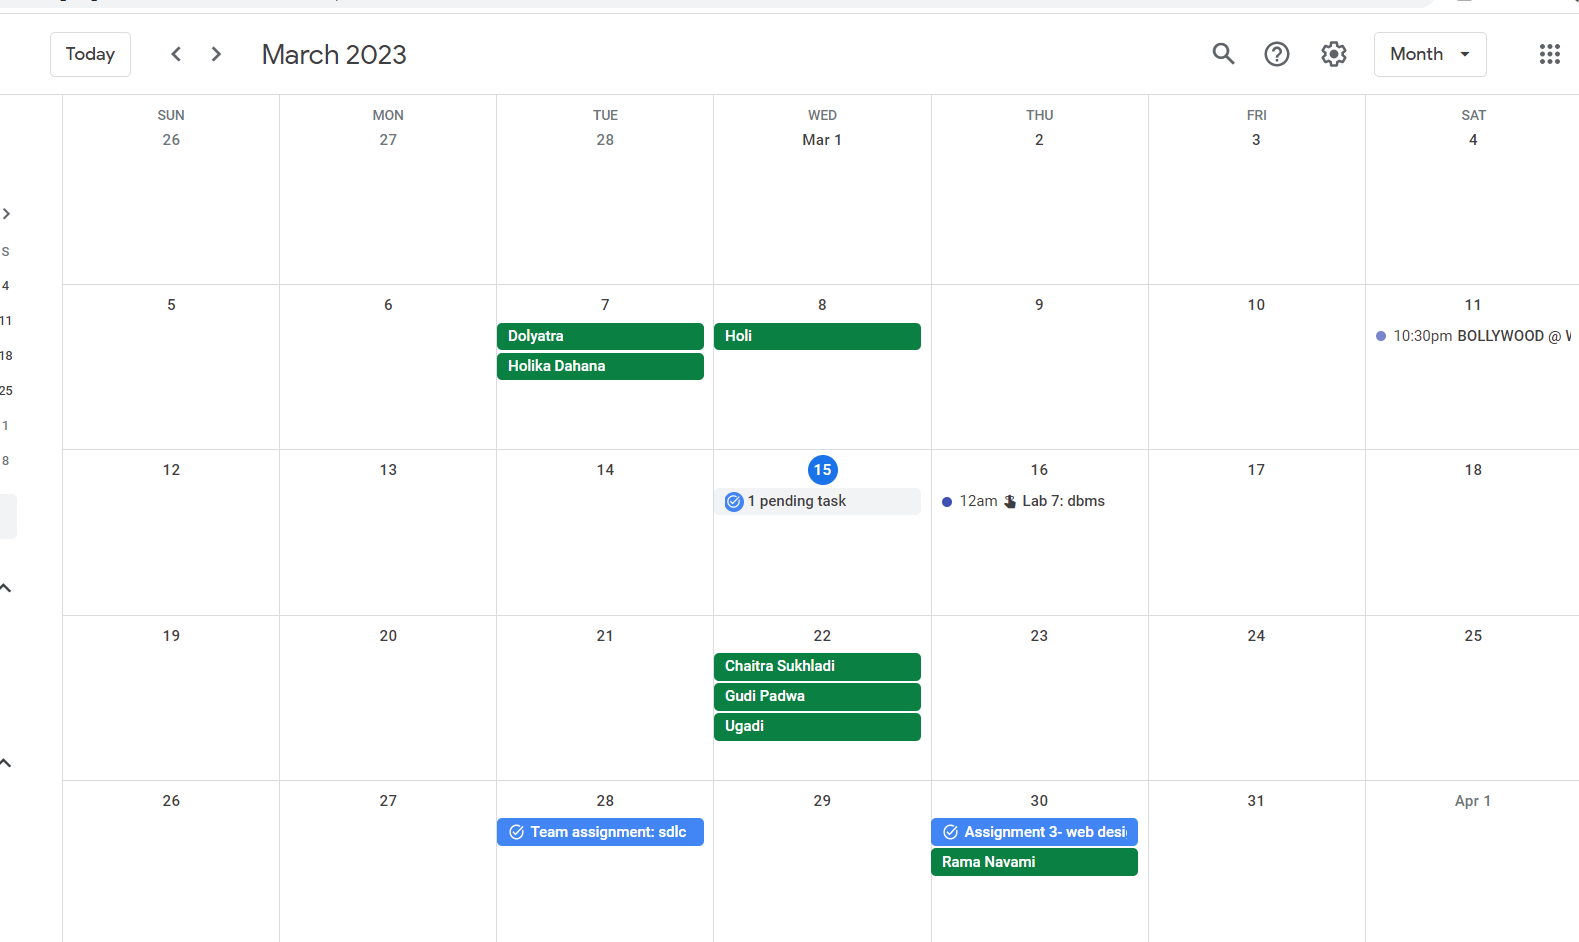 Today
March 2023
Month
S
4
11
18
25
1
8
SUN MON TUE WED THU FRI SAT
26 27 28 Mar 1 2 3 4
5 6 7 8 9 10 11
Dolyatra Holi 10:30pm BOLLYWOOD @
Holika Dahana
12 13 14 15 16 17 18
1 pending task 12am Lab 7: dbms
19 20 21 22 23 24 25
Chaitra Sukhladi
Gudi Padwa
Ugadi
26 27 28 29 30 31 Apr 1
Team assignment: sdlc Assignment 3- web desi
Rama Navami